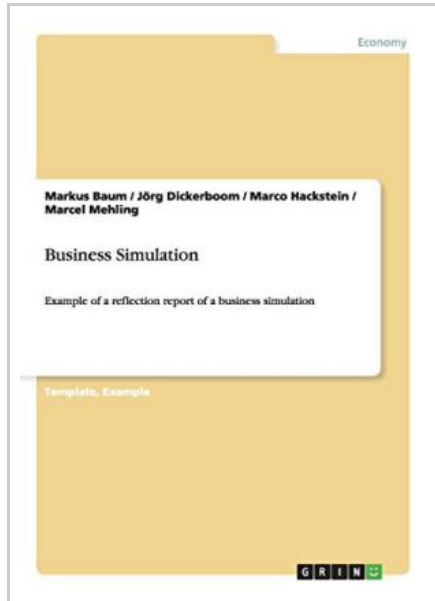 Economy
Markus Baum / Jörg Dickerboom / Marco Hackstein /
Marcel Mehling
Business Simulation
Example of a reflection report of a business simulation
Template, Example
GRIN